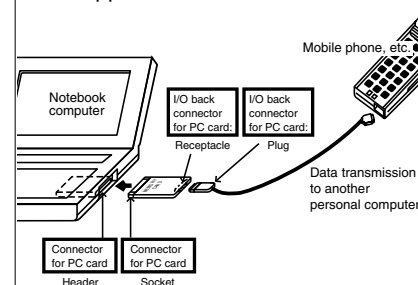 Mobile phone, etc.
Notebook
computer
I/O back
connector
for PC card:
Receptacle
I/O back
connector
for PC card:
Plug
Data transmission
to another
personal computer
Connector
for PC card
Header
Connector
for PC card
Socket